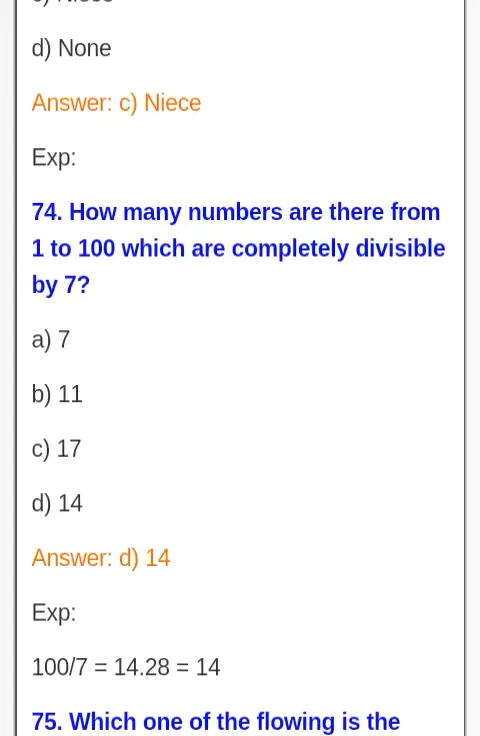 d) None
Answer: c) Niece
Exp:
74. How many numbers are there from
1 to 100 which are completely divisible
by 7?
a) 7
b) 11
c) 17
d) 14
Answer: d) 14
Exp:
100/7 = 14.28 = 14
75. Which one of the flowing is the